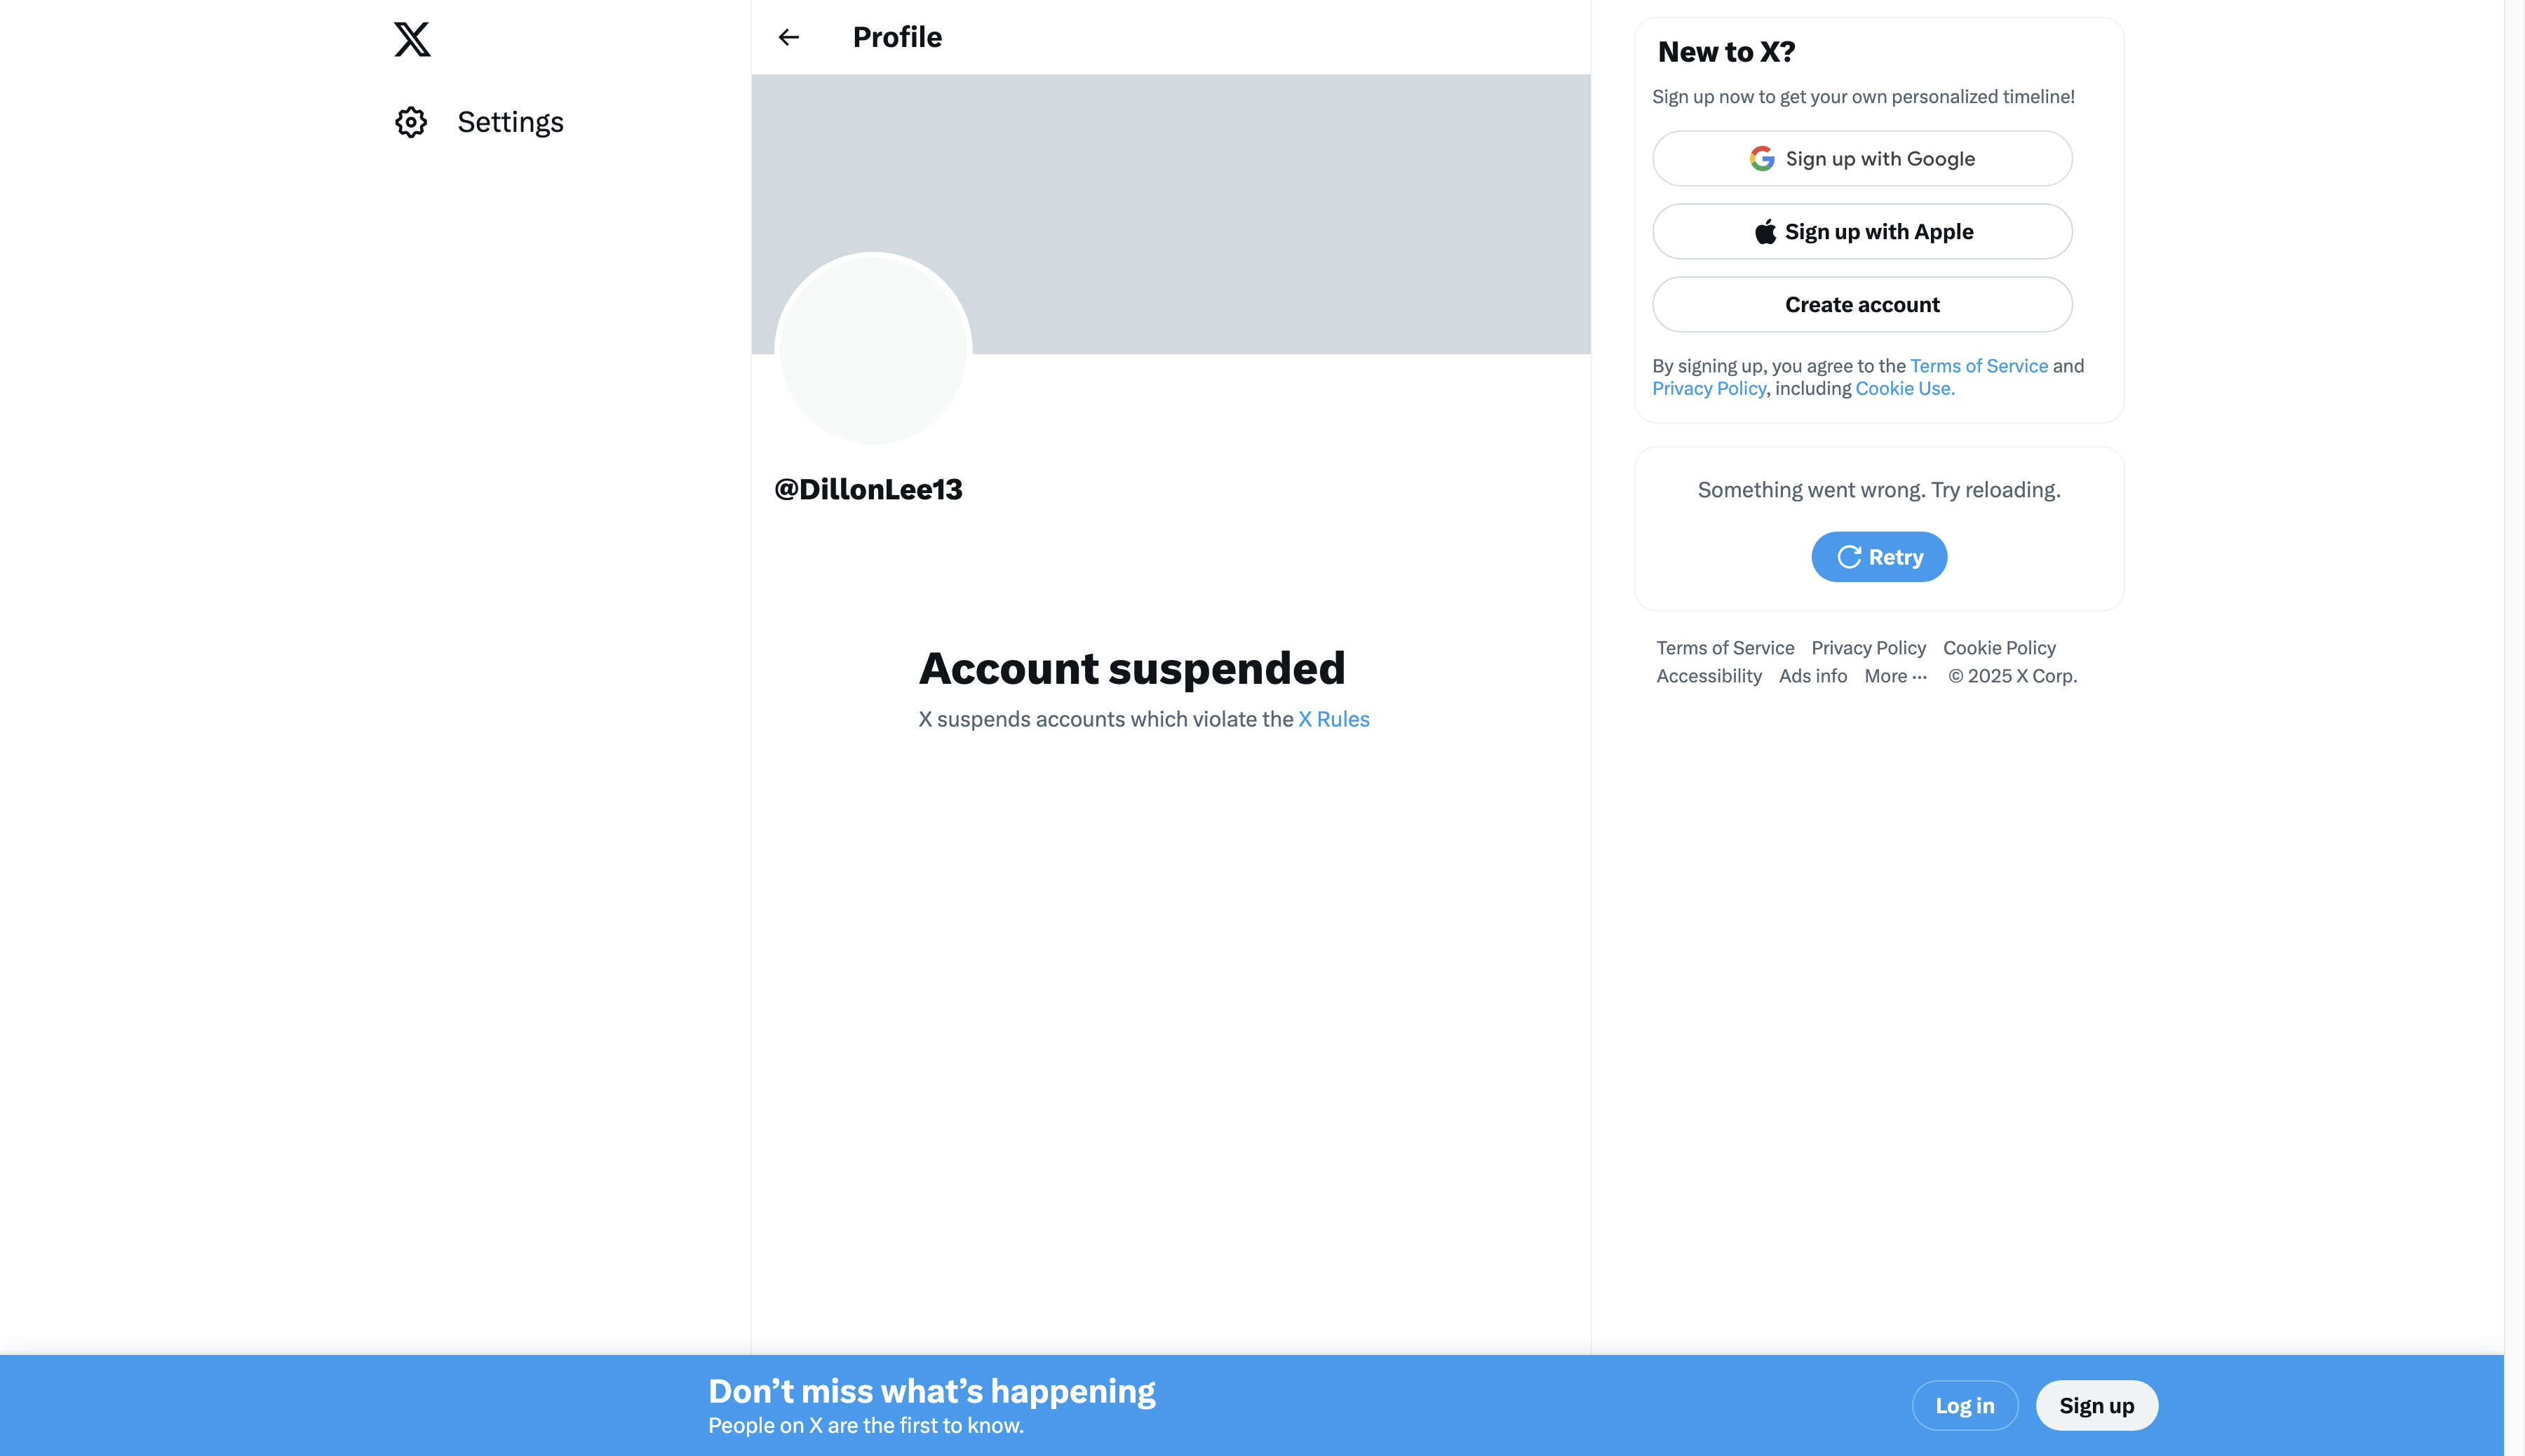 Settings
Profile
@DillonLee13
Account suspended
X suspends accounts which violate the X Rules
New to X?
Sign up now to get your own personalized timeline!
Sign up with Google
Sign up with Apple
Create account
By signing up, you agree to the Terms of Service and
Privacy Policy, including Cookie Use.
Something went wrong. Try reloading.
Retry
Terms of Service Privacy Policy Cookie Policy
Accessibility Ads info More ··· © 2025 X Corp.
Don’t miss what’s happening
People on X are the first to know.
Log in
Sign up